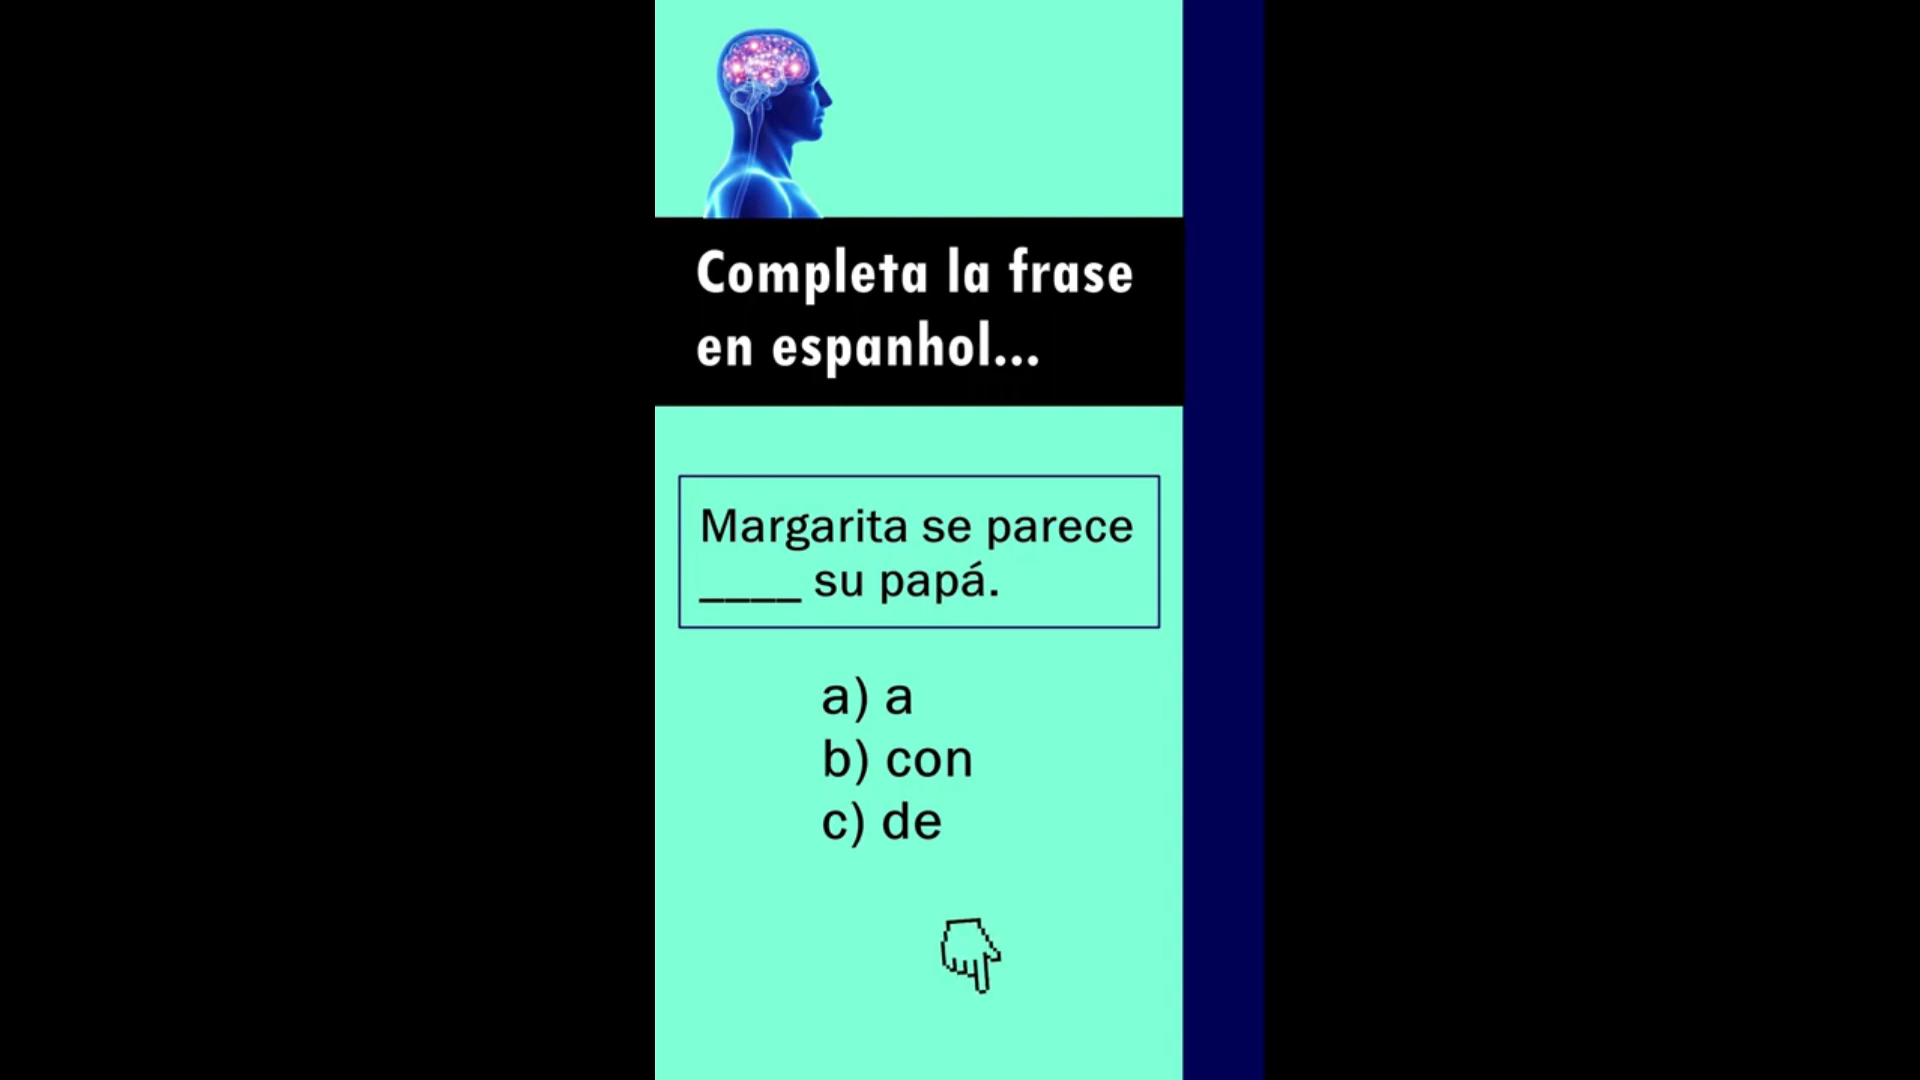 Completa la frase
en espanhol...
Margarita se parece
____ su papá.
a) a
b) con
c) de